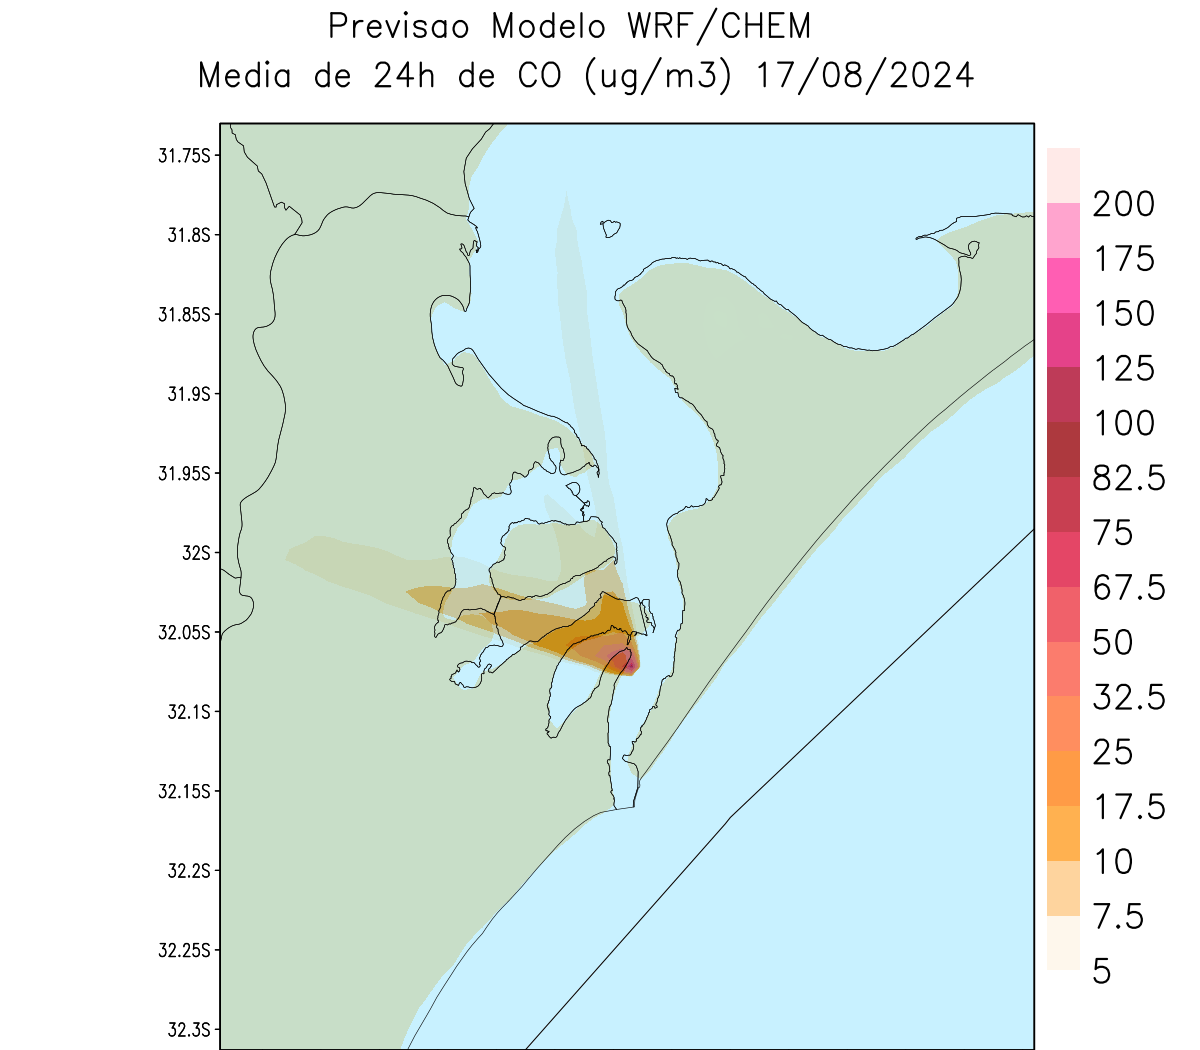 Previsao Modelo WRF/CHEM
Media de 24h de CO (ug/m3) 17/08/2024
31.75S
31.8S
31.85S
31.9S
31.95S
32S
32.05S
32.1S
32.15S
32.2S
32.25S
32.3S
200
175
150
125
100
82.5
75
67.5
50
32.5
25
17.5
10
7.5
5